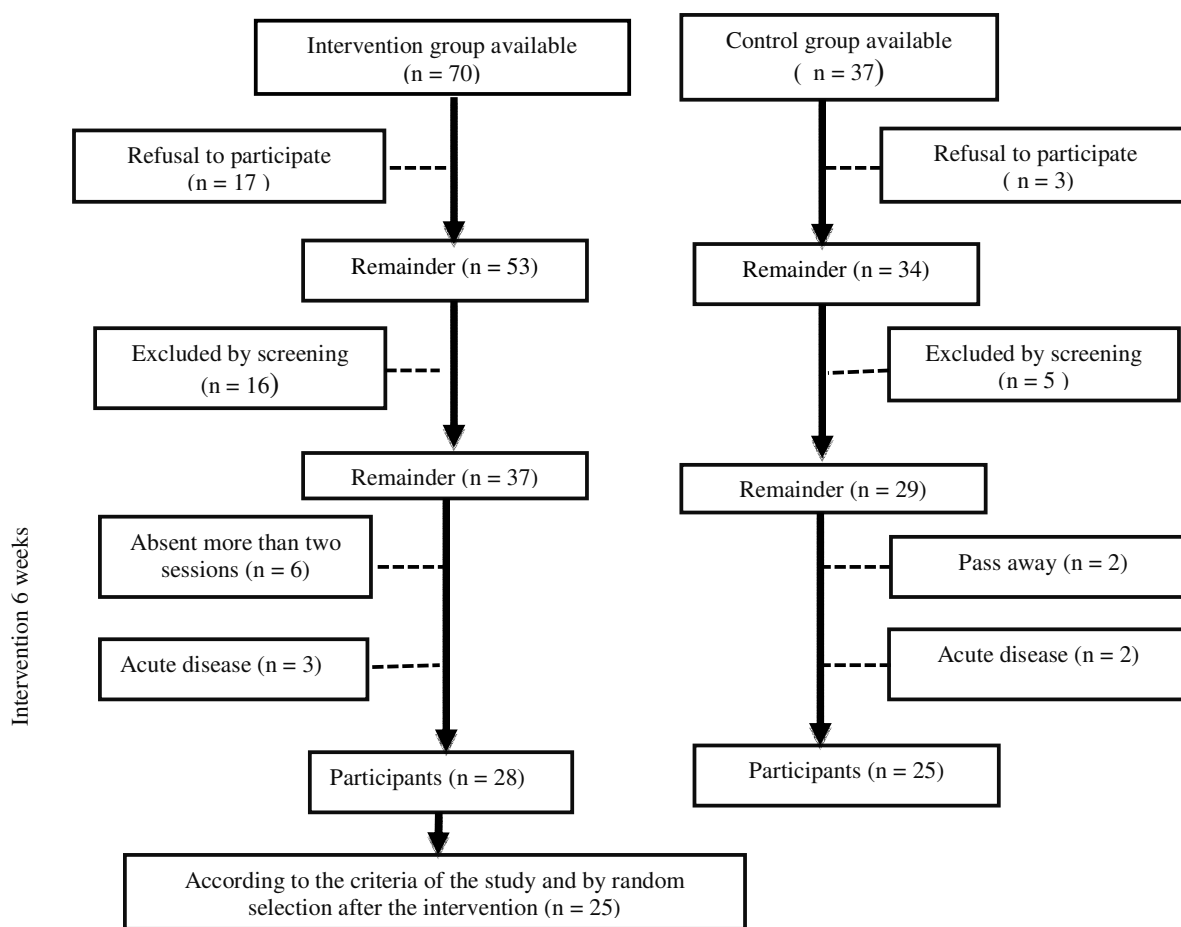 Intervention group available
(n = 70)
Control group available
( n = 37)
Refusal to participate
(n = 17 )
Refusal to participate
( n = 3)
Remainder (n = 53)
Remainder (n = 34)
Excluded by screening
(n = 16)
Excluded by screening
(n = 5 )
Remainder (n = 37)
Remainder (n = 29)
Intervention 6 weeks
Absent more than two
sessions (n = 6)
Pass away (n = 2)
Acute disease (n = 3)
Acute disease (n = 2)
Participants (n = 28)
Participants (n = 25)
According to the criteria of the study and by random
selection after the intervention (n = 25)